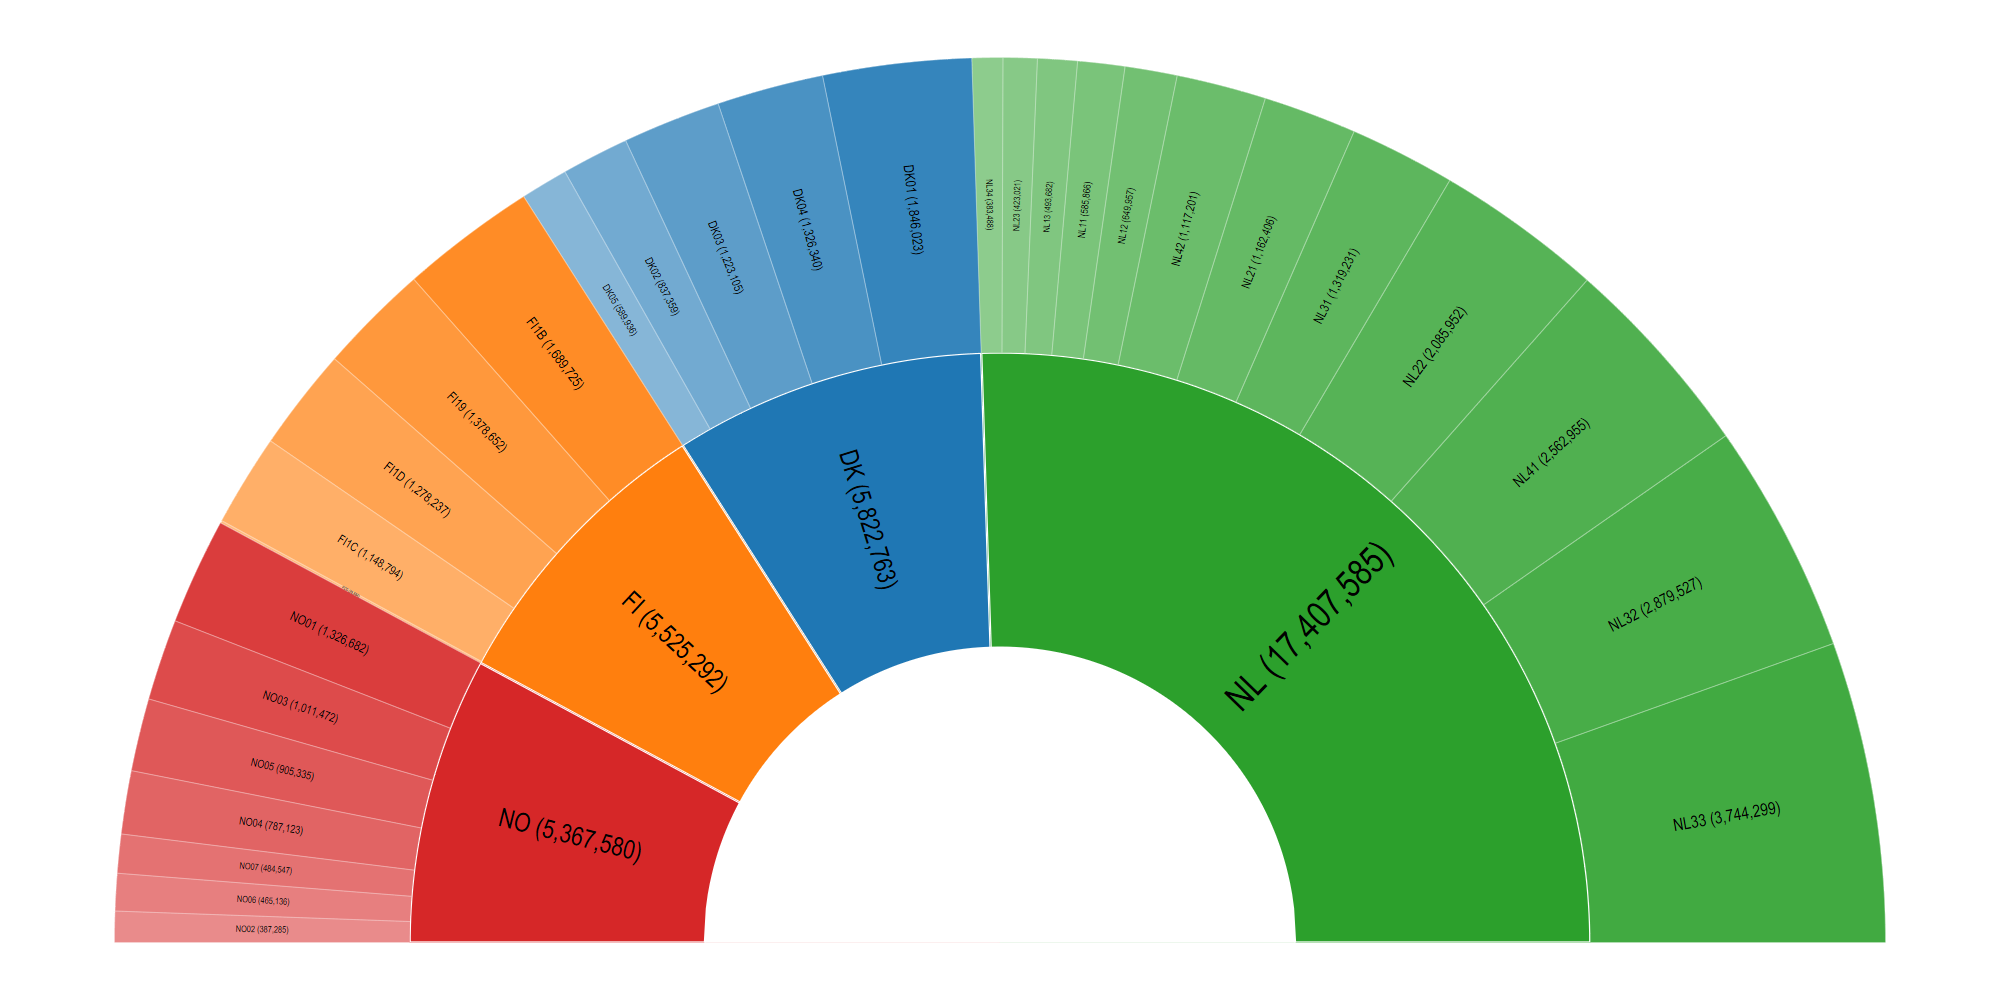 NO (5,367,580)
NO02 (387,285)
NO06 (465,136)
NO07 (484,547)
NO04 (787,123)
NO05 (905,335)
NO03 (1,011,472)
NO01 (1,326,682)
FI (5,525,292)
FI1C (1,148,794)
FI1D (1,278,237)
FI19 (1,378,652)
FI1B (1,689,725)
DK (5,822,763)
DK05 (589,936)
DK02 (837,359)
DK03 (1,223,105)
DK04 (1,326,340)
DK01 (1,846,023)
NL (17,407,585)
NL34 (383,488)
NL23 (423,021)
NL13 (493,682)
NL11 (585,866)
NL12 (649,957)
NL42 (1,117,201)
NL21 (1,162,406)
NL31 (1,319,231)
NL22 (2,085,952)
NL41 (2,562,955)
NL32 (2,879,527)
NL33 (3,744,299)